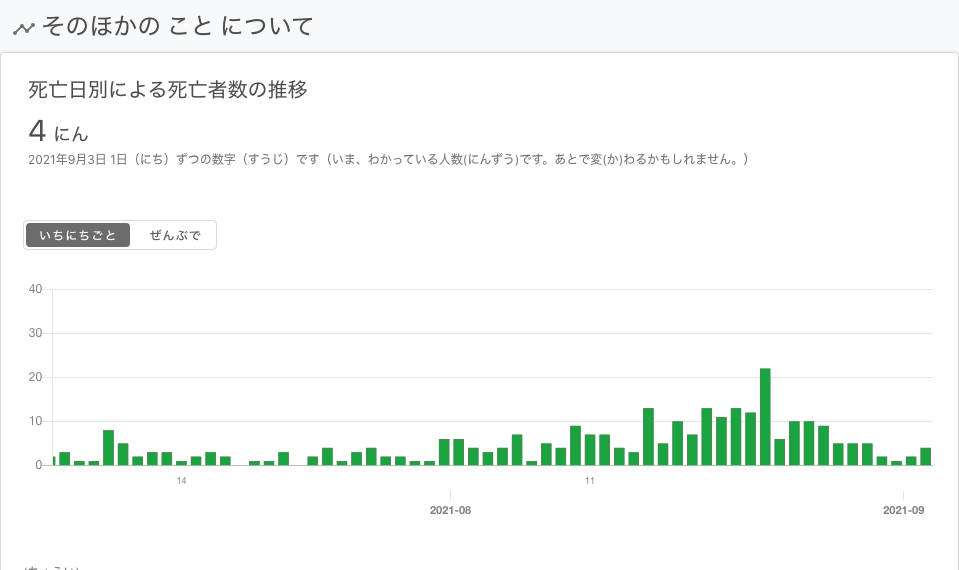 そのほかの こと について
死亡日別による死亡者数の推移
4 にん
2021年9月3日 1日（にち）ずつの数字（すうじ）です（いま、わかっている人数(にんずう)です。あとで変(か)わるかもしれません。）
いちにちごと ぜんぶで
40
30
20
10
0
14 11
2021-08 2021-09